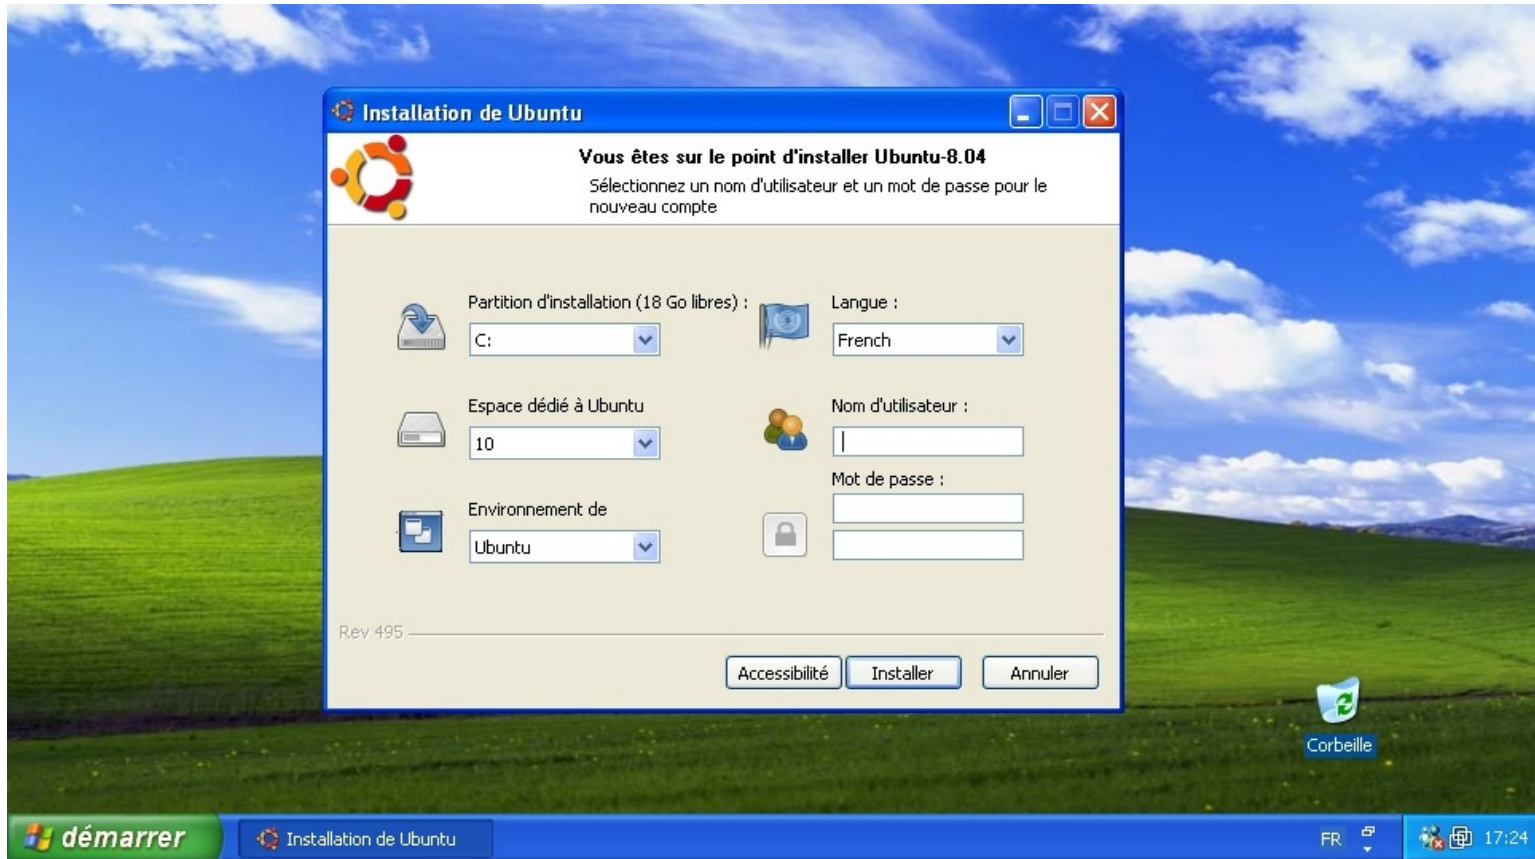 Installation de Ubuntu
Vous êtes sur le point d'installer Ubuntu-8.04
Sélectionnez un nom d'utilisateur et un mot de passe pour le
nouveau compte
Partition d'installation (18 Go libres) :
C:
Langue :
French
Espace dédié à Ubuntu
10
Nom d'utilisateur :
Mot de passe :
Environnement de
Ubuntu
Rev 495
Accessibilité
Installer
Annuler
Corbeille
démarrer
Installation de Ubuntu
FR
17:24